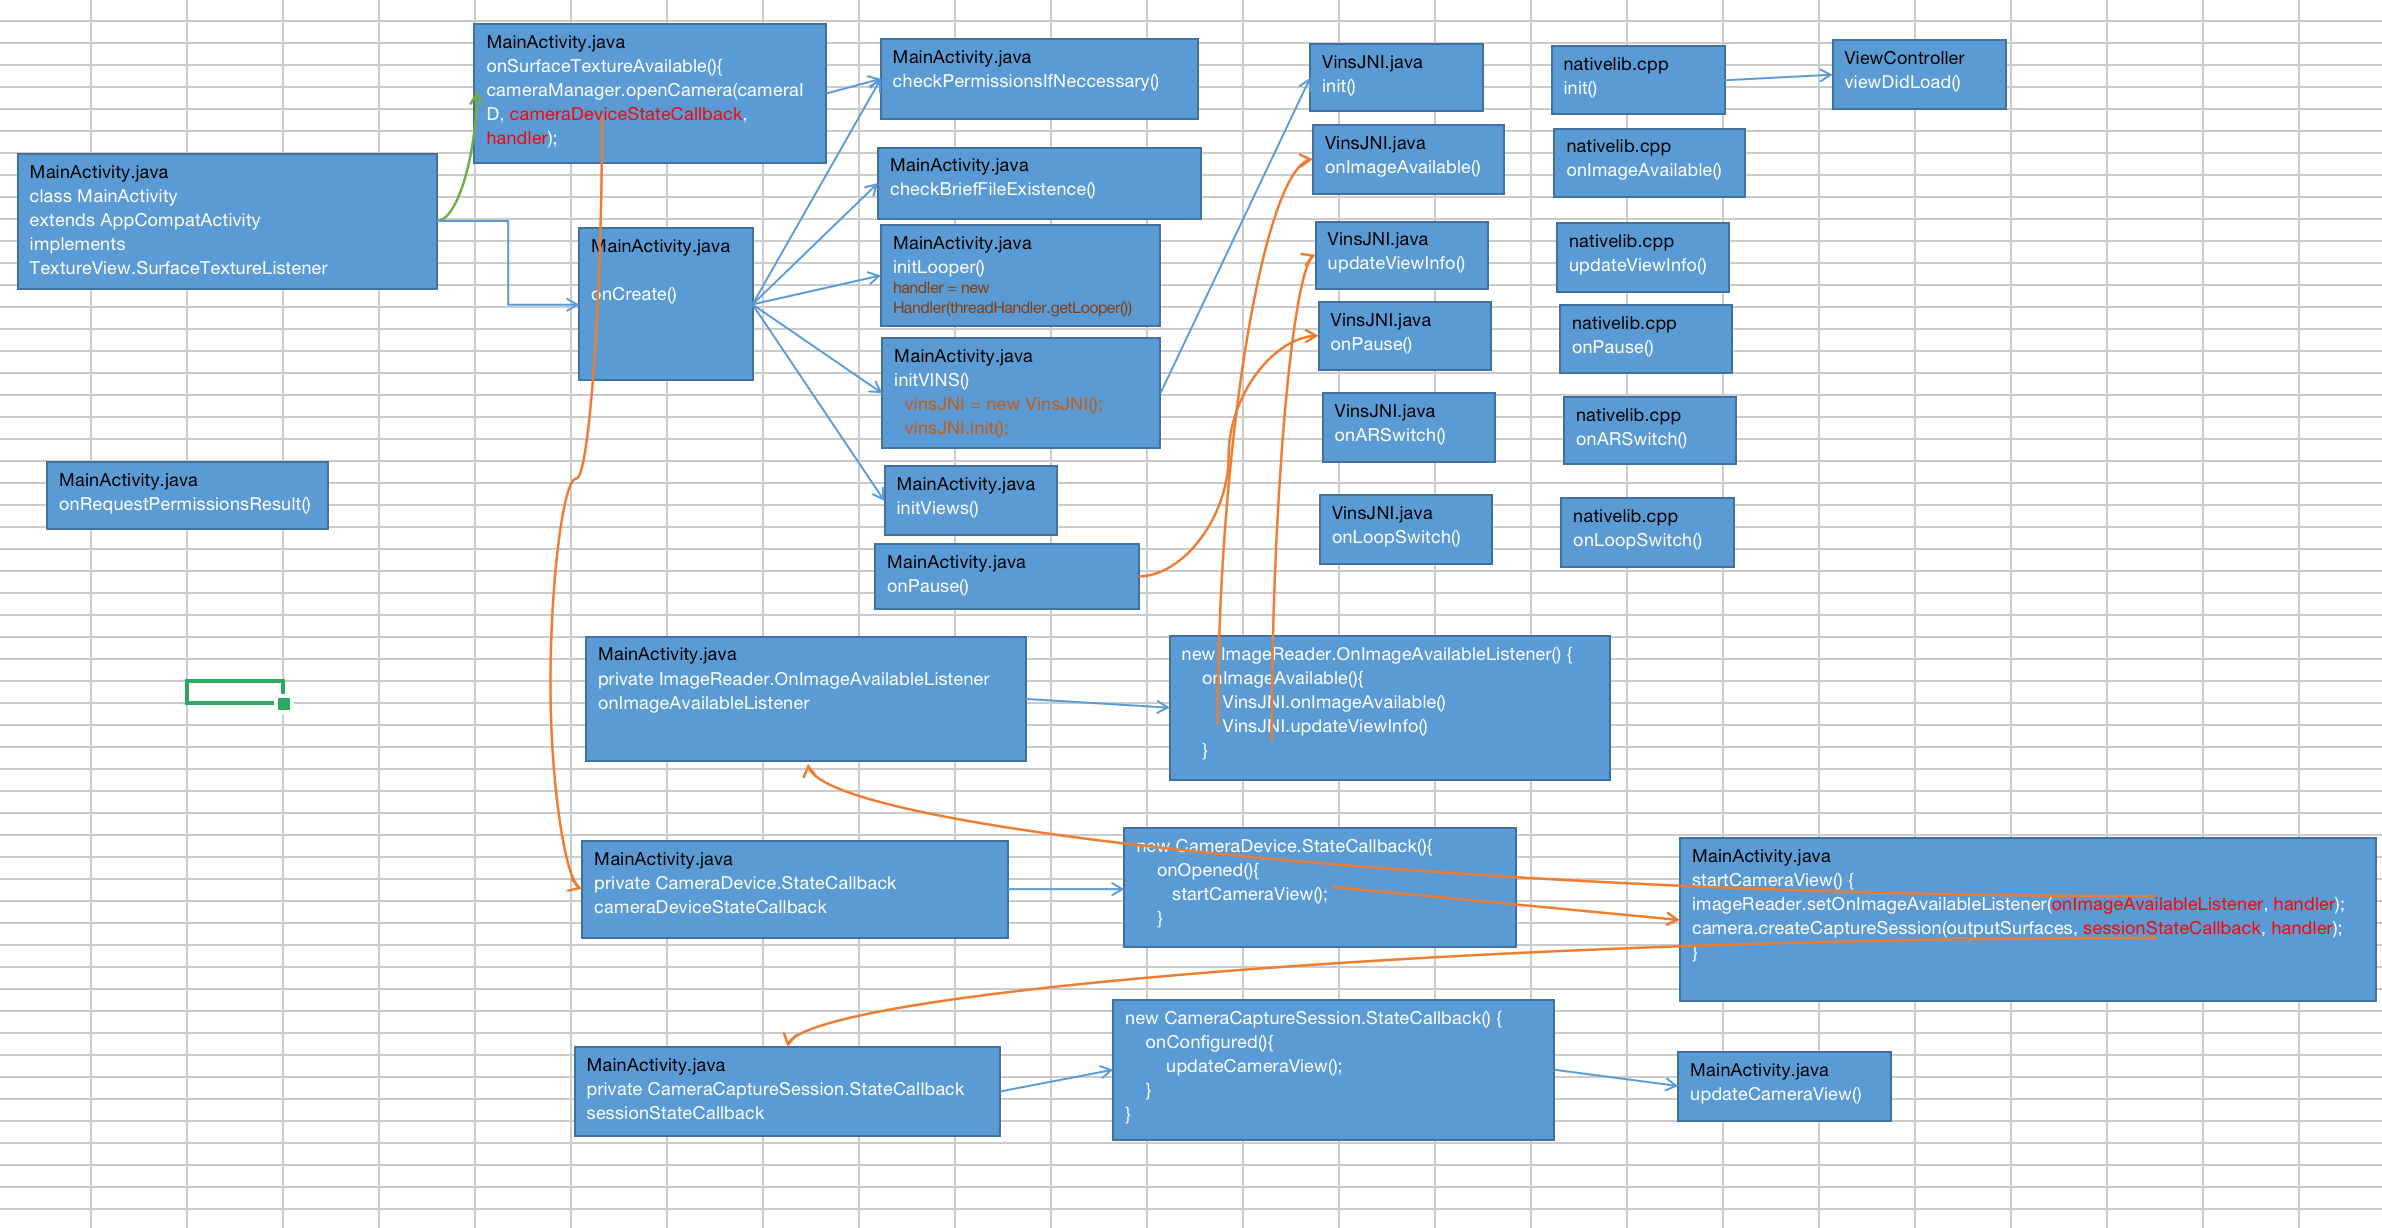 MainActivity.java
onSurfaceTextureAvailable(){
cameraManager.openCamera(cameraI
D, cameraDeviceStateCallback,
handler);
MainActivity.java
checkPermissionsIfNeccessary()
VinsJNI.java
init()
nativelib.cpp
init()
ViewController
viewDidLoad()
MainActivity.java
class MainActivity
extends AppCompatActivity
implements
TextureView.SurfaceTextureListener
MainActivity.java
checkBriefFileExistence()
VinsJNI.java
onImageAvailable()
nativelib.cpp
onImageAvailable()
MainActivity.java
onCreate()
MainActivity.java
initLooper()
handler = new
Handler(threadHandler.getLooper())
VinsJNI.java
updateViewInfo()
nativelib.cpp
updateViewInfo()
VinsJNI.java
onPause()
nativelib.cpp
onPause()
MainActivity.java
initVINS()
vinsJNI = new VinsJNI();
vinsJNI.init();
VinsJNI.java
onARSwitch()
nativelib.cpp
onARSwitch()
MainActivity.java
onRequestPermissionsResult()
MainActivity.java
initViews()
VinsJNI.java
onLoopSwitch()
nativelib.cpp
onLoopSwitch()
MainActivity.java
onPause()
MainActivity.java
private ImageReader.OnImageAvailableListener
onImageAvailableListener
new ImageReader.OnImageAvailableListener() {
onImageAvailable(){
VinsJNI.onImageAvailable()
VinsJNI.updateViewInfo()
}
MainActivity.java
private CameraDevice.StateCallback
cameraDeviceStateCallback
new CameraDevice.StateCallback(){
onOpened(){
startCameraView();
}
MainActivity.java
startCameraView() {
imageReader.setOnImageAvailableListener(onImageAvailableListener, handler);
camera.createCaptureSession(outputSurfaces, sessionStateCallback, handler);
}
MainActivity.java
private CameraCaptureSession.StateCallback
sessionStateCallback
new CameraCaptureSession.StateCallback() {
onConfigured(){
updateCameraView();
}
}
MainActivity.java
updateCameraView()